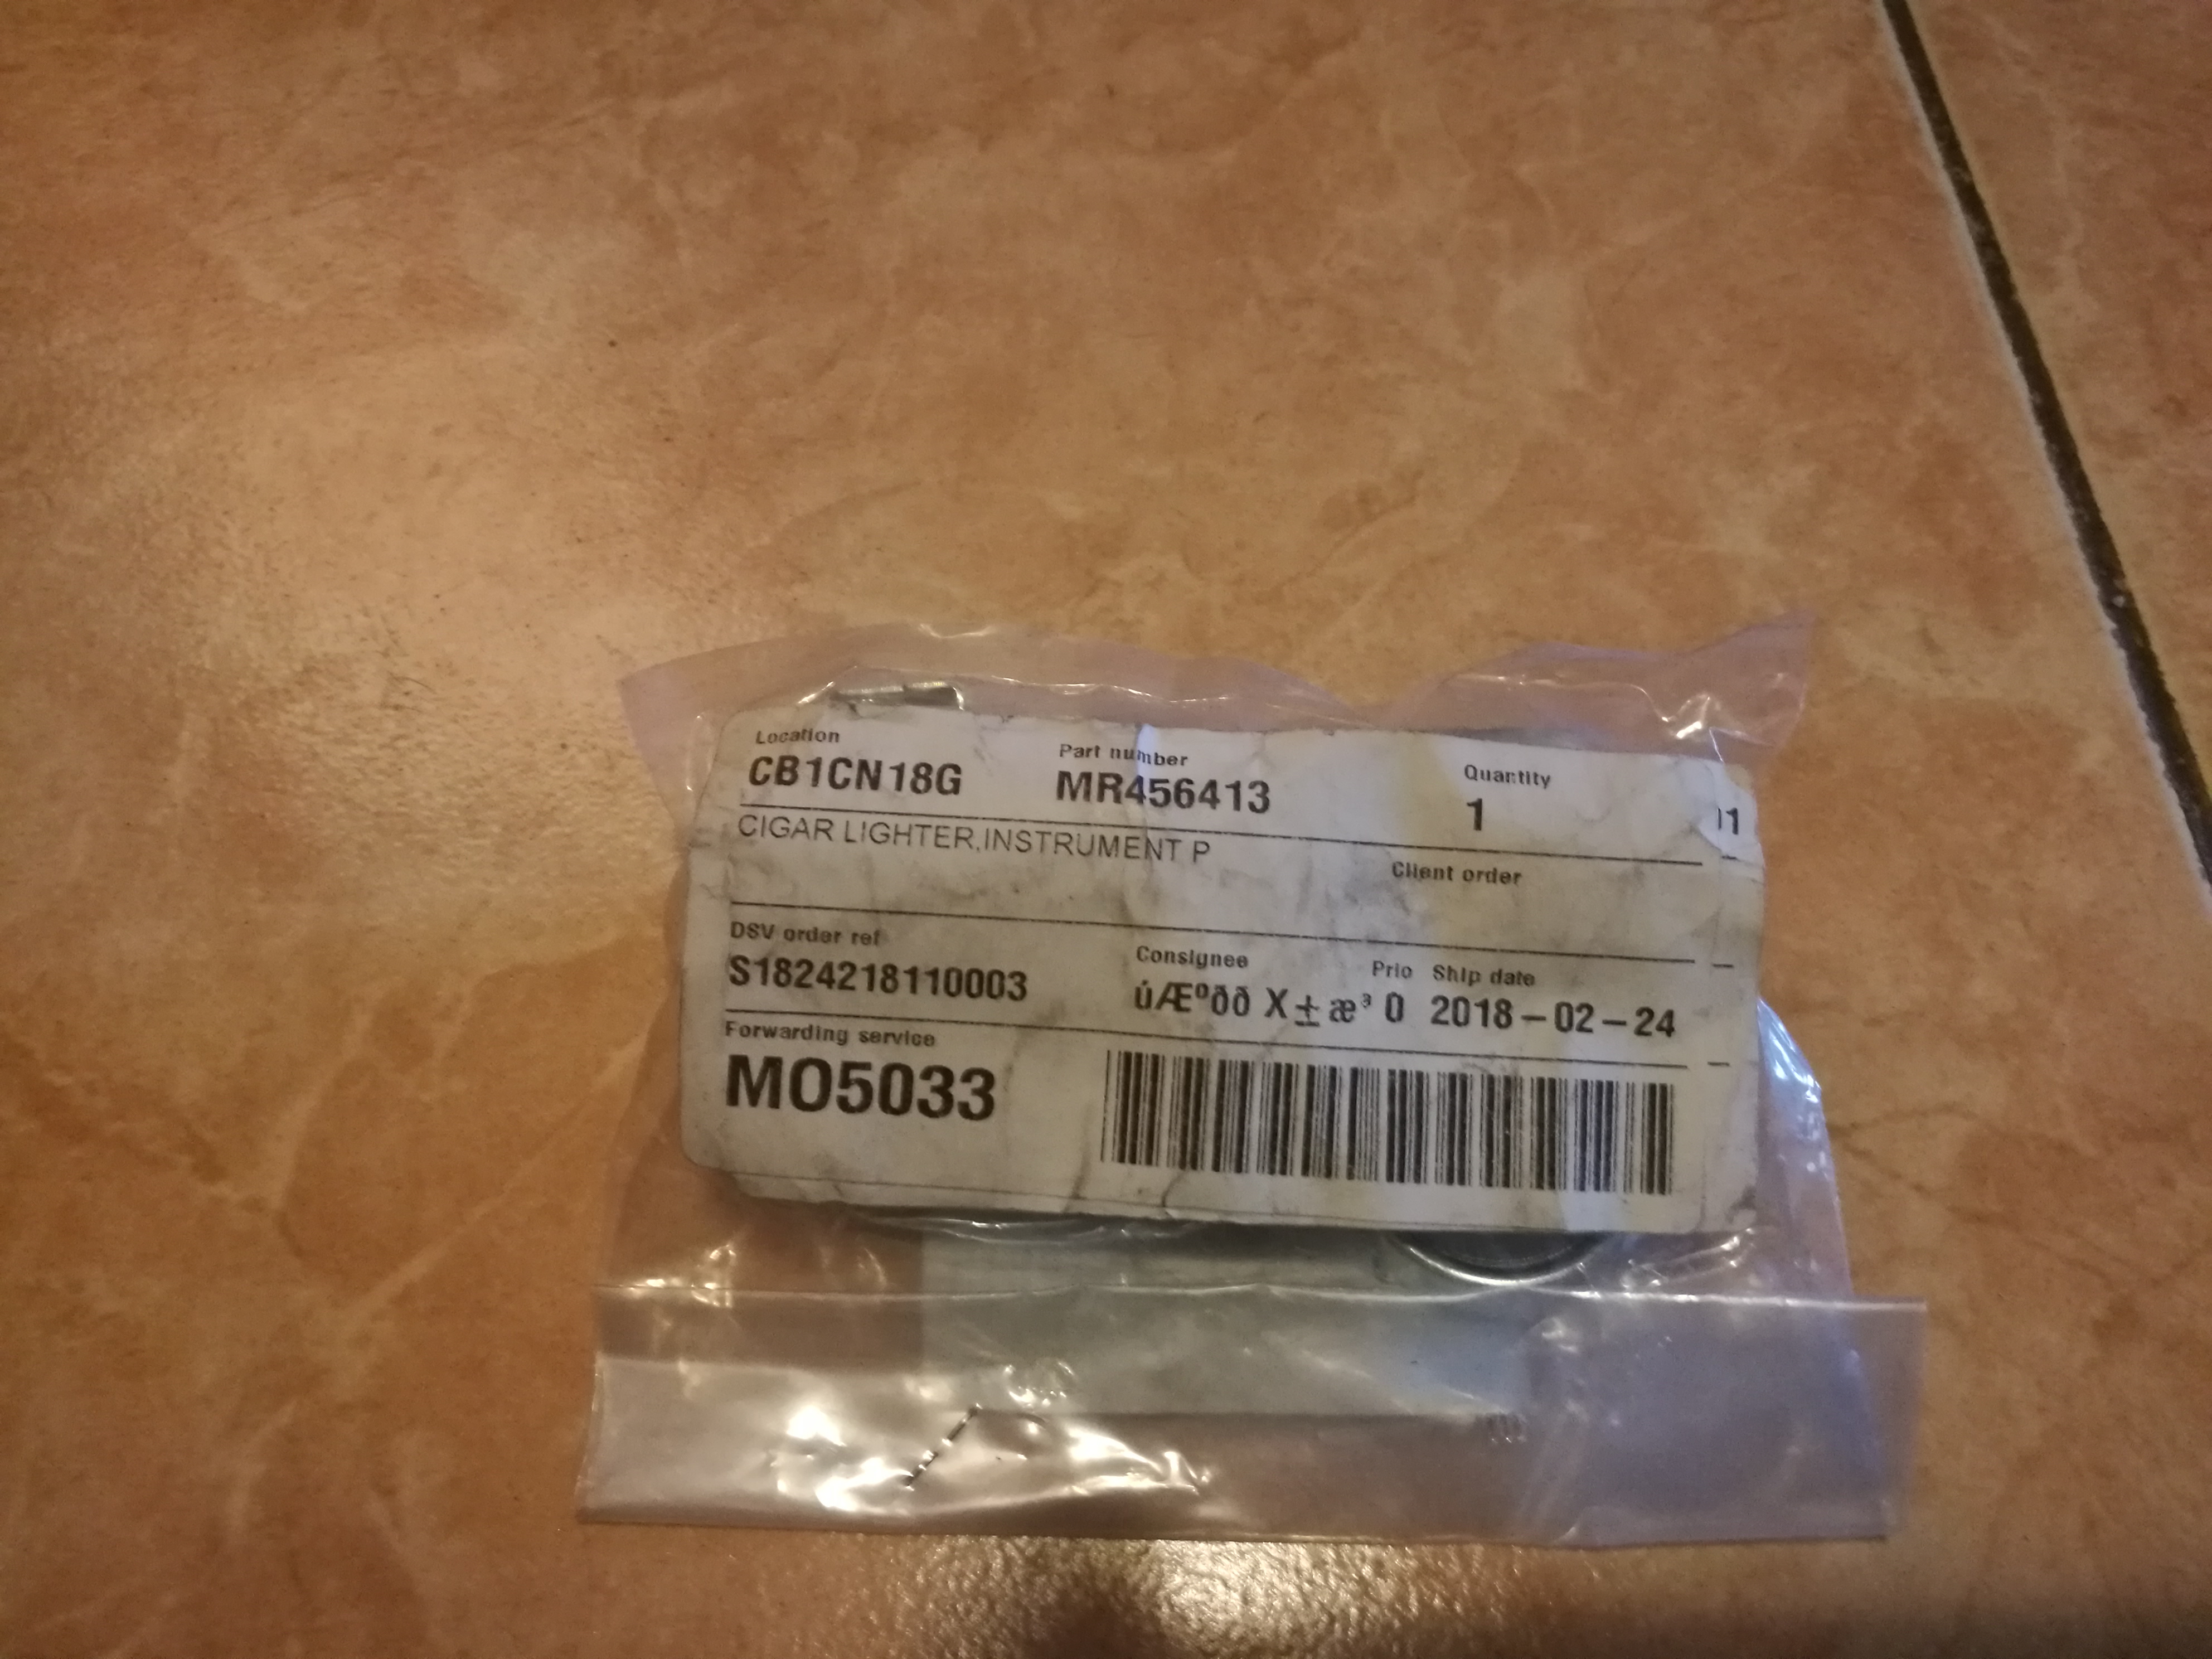 Location Part number Quantity
CB1CN18G MR456413 1 11
CIGAR LIGHTER,INSTRUMENT P
Client order
DSV order ref Consignee Prio Ship date
S1824218110003 úÆºðð X±æ³ 0 2018-02-24
Forwarding service
MO5033